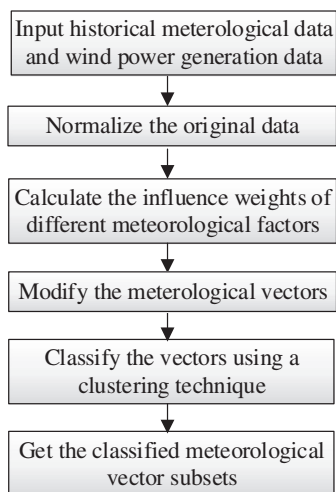 Input historical meterological data
and wind power generation data
Normalize the original data
Calculate the influence weights of
different meteorological factors
Modify the meterological vectors
Classify the vectors using a
clustering technique
Get the classified meteorological
vector subsets